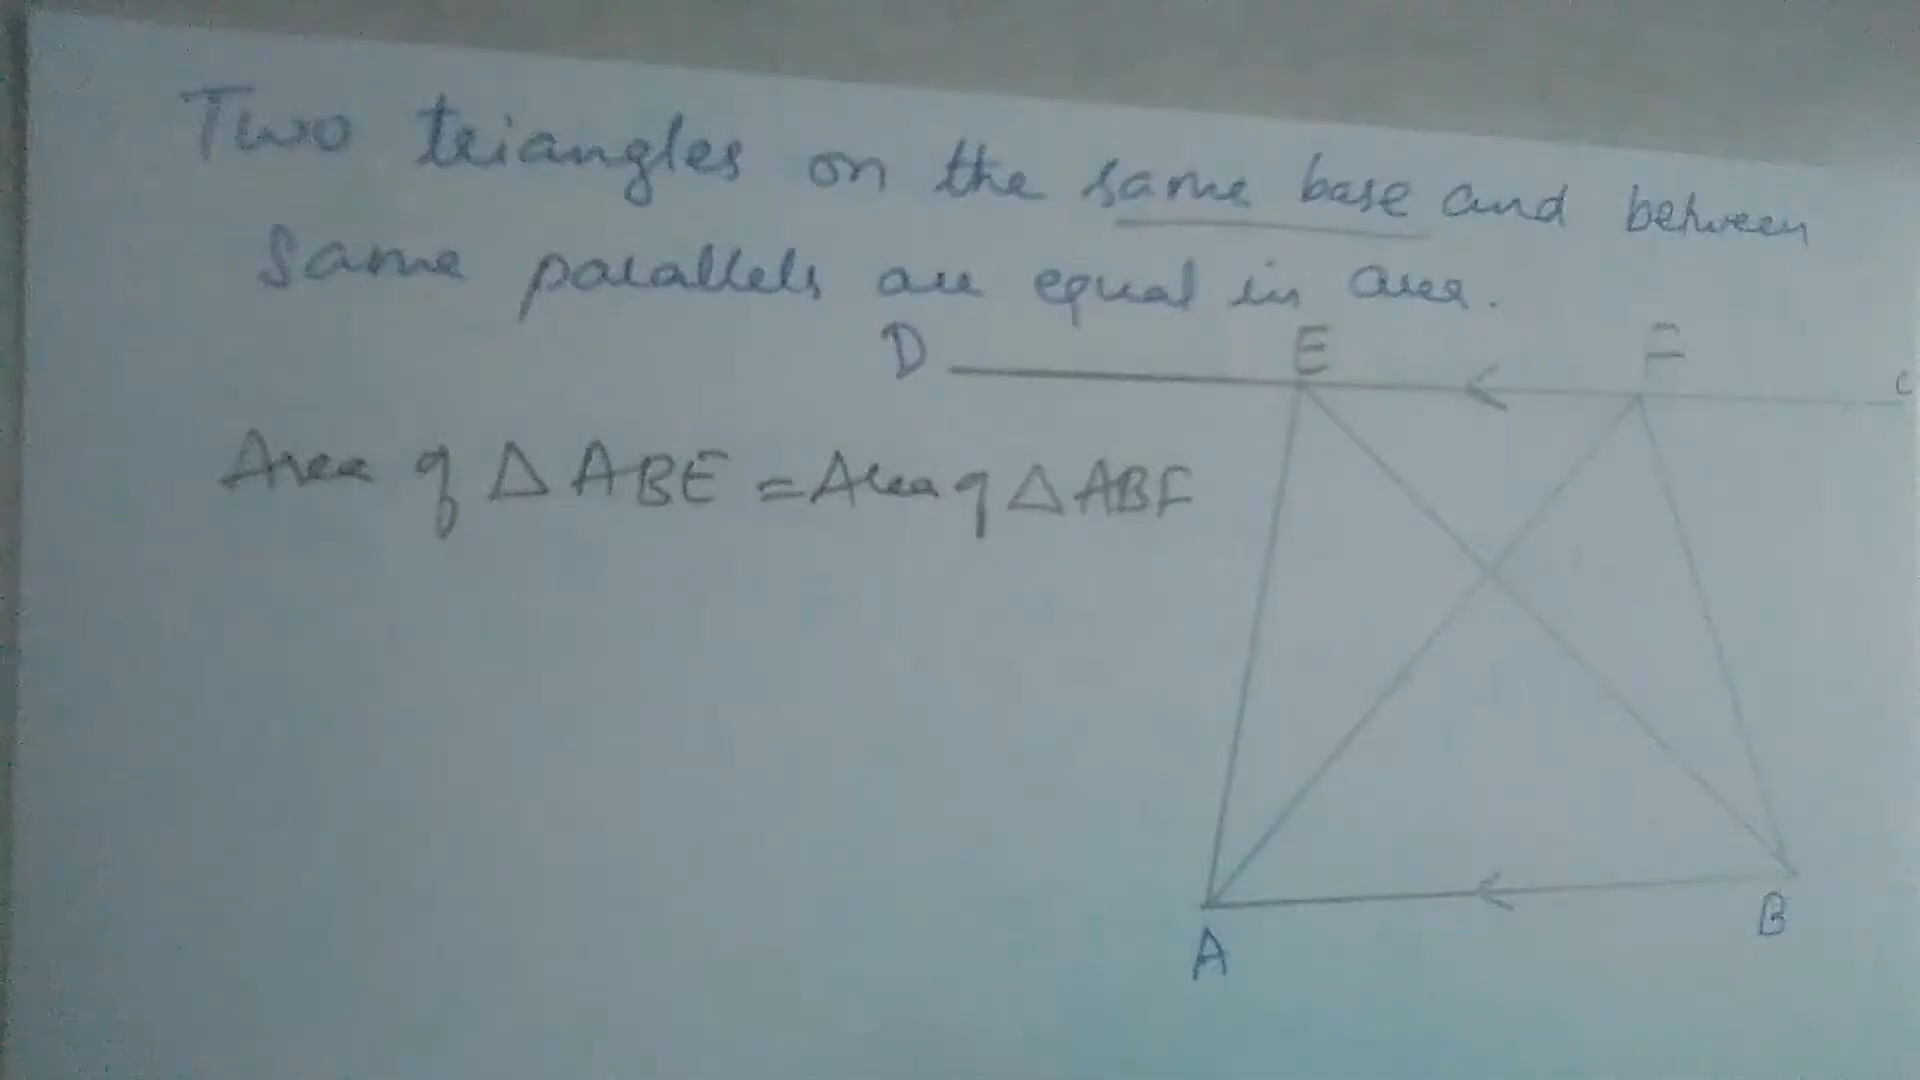 Two triangles on the same base and between
same parallels are equal in area.
D E F C
Area of △ ABE = Area of △ ABF
A B